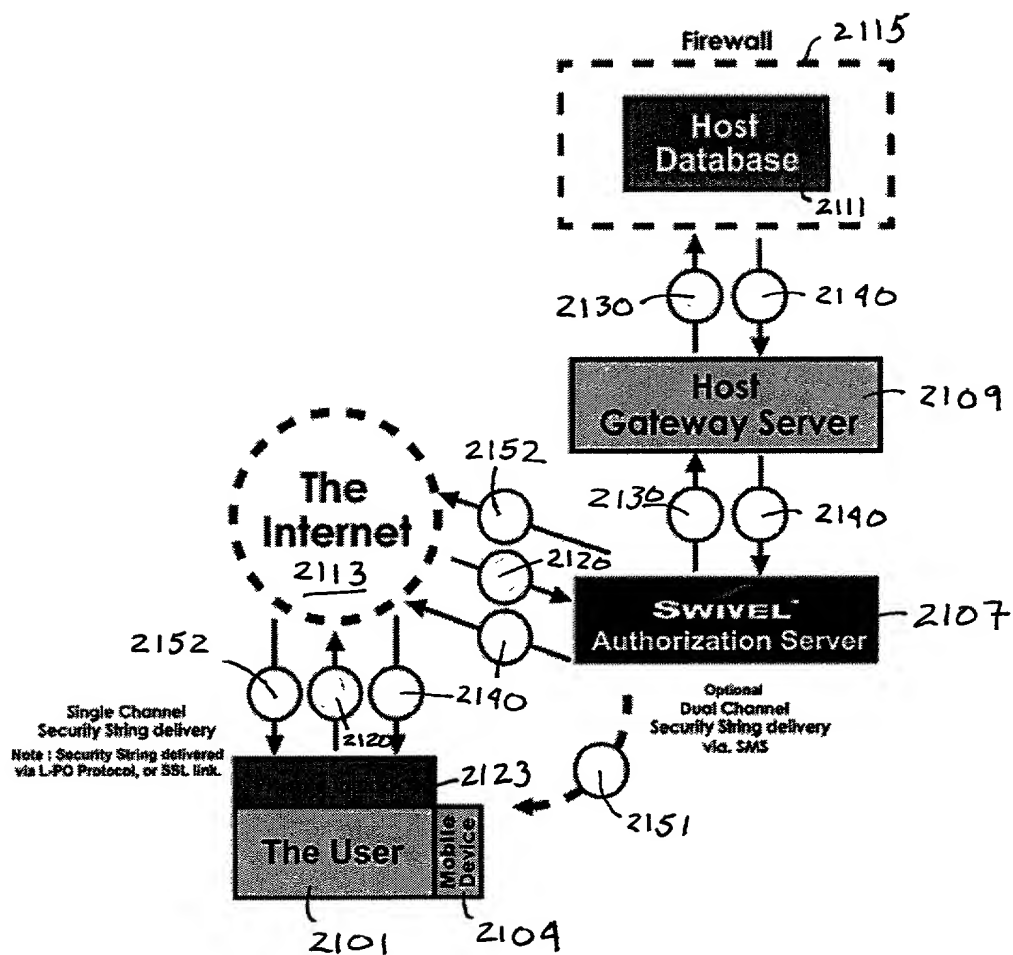 Firewall
2115
Host
Database
2111
2130
2140
Host
Gateway Server
2109
2130
2140
2152
The
Internet
2113
2120
SWIVEL™
Authorization Server
2107
2140
2152
2140
2120
Single Channel
Security String delivery
Note : Security String delivered
via L-PO Protocol, or SSL link.
Optional
Dual Channel
Security String delivery
via. SMS
2123
2151
The User
Mobile
Device
2101
2104